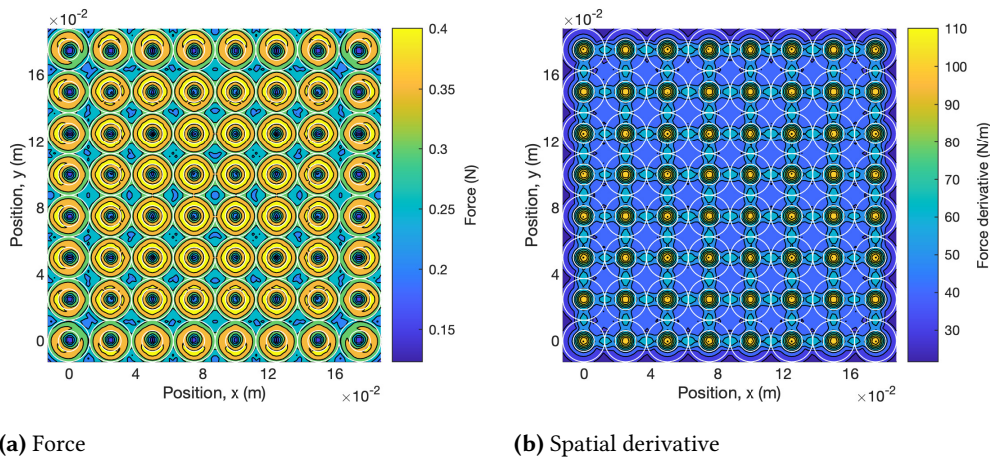 ×10⁻²
16
12
8
4
0
Position, y (m)
0 4 8 12 16
Position, x (m)
×10⁻²
0.4
0.35
0.3
0.25
0.2
0.15
Force (N)
×10⁻²
16
12
8
4
0
Position, y (m)
0 4 8 12 16
Position, x (m)
×10⁻²
110
100
90
80
70
60
50
40
30
Force derivative (N/m)
(a) Force
(b) Spatial derivative